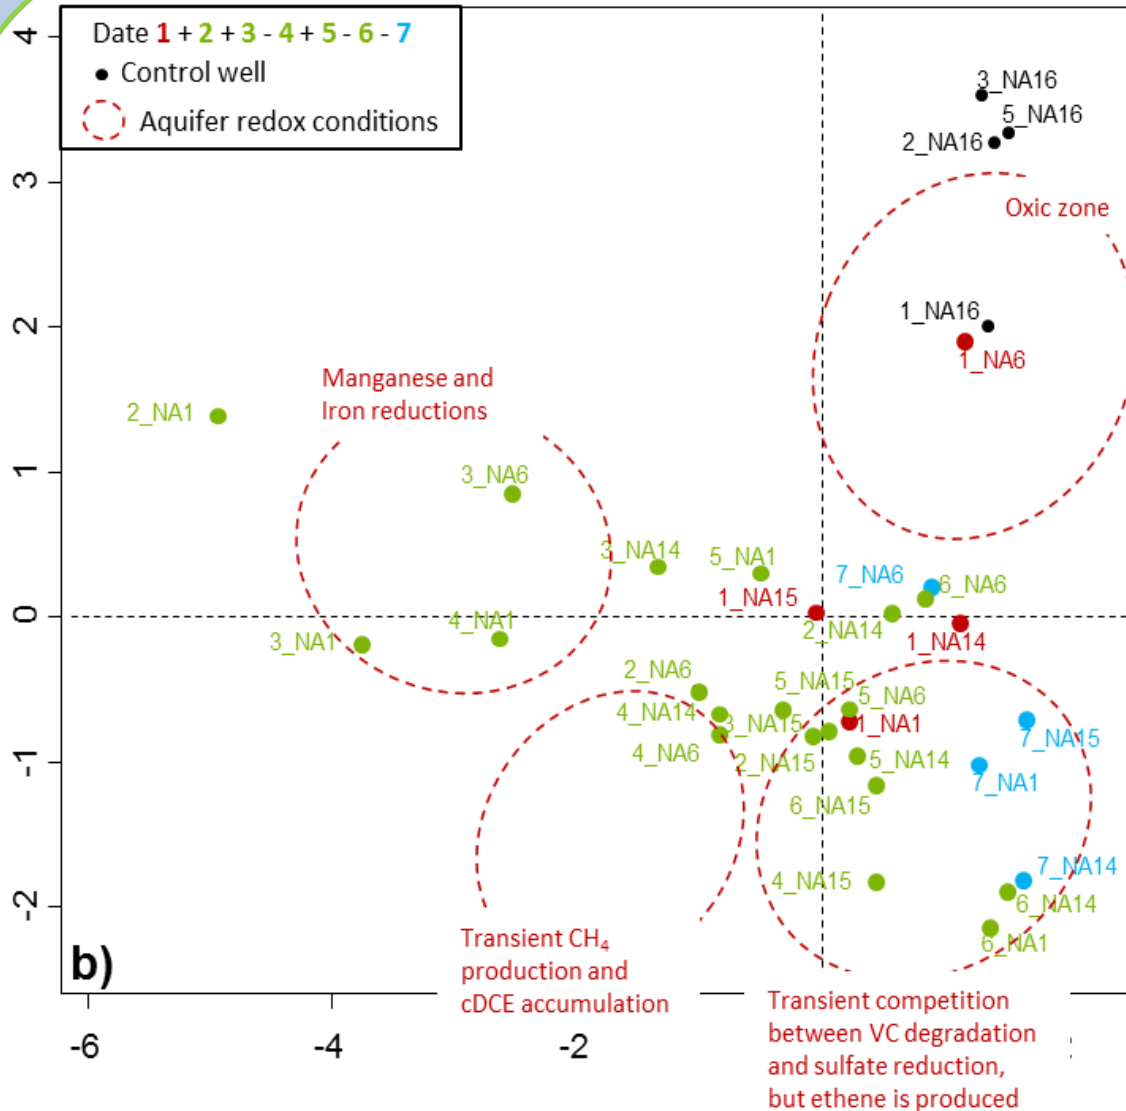 Date 1 + 2 + 3 - 4 + 5 - 6 - 7
Control well
Aquifer redox conditions
4
3
2
1
0
-1
-2
3_NA16
5_NA16
2_NA16
Oxic zone
1_NA16
1_NA6
Manganese and
Iron reductions
2_NA1
3_NA6
3_NA14
5_NA1
7_NA6
6_NA6
1_NA15
2_NA14
1_NA14
4_NA1
3_NA1
2_NA6
5_NA15
5_NA6
4_NA14
3_NA15
1_NA1
7_NA15
4_NA6
2_NA15
5_NA14
7_NA1
6_NA15
4_NA15
7_NA14
6_NA14
6_NA1
b)
Transient CH₄
production and
cDCE accumulation
Transient competition
between VC degradation
and sulfate reduction,
but ethene is produced
-6
-4
-2